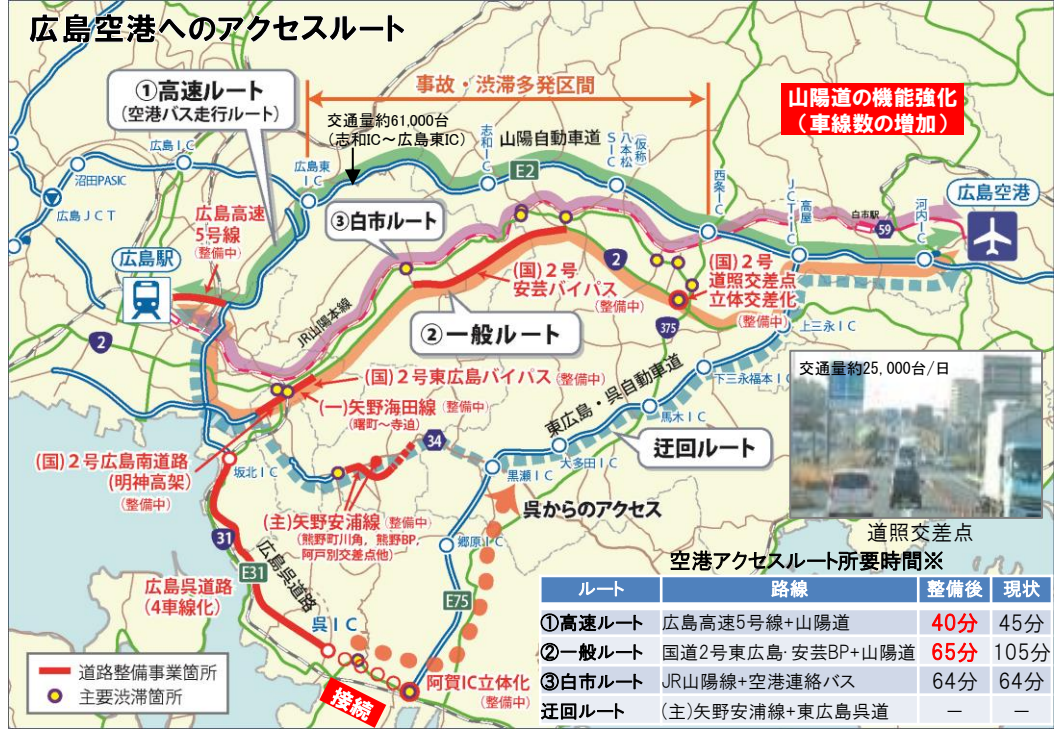 広島空港へのアクセスルート
①高速ルート
(空港バス走行ルート)
事故・渋滞多発区間
交通量約61,000台
（志和IC～広島東IC）
山陽自動車道
E2
山陽道の機能強化
（車線数の増加）
広島IC
沼田PASIC
広島JCT
広島東IC
志和IC
八本松SIC
(仮称)
西条IC
高屋JCT・IC
白市駅
59
河内IC
広島空港
広島高速
5号線
(整備中)
広島駅
③白市ルート
JR山陽本線
(国)２号
安芸バイパス
(整備中)
2
(国)２号
道照交差点
立体交差化
(整備中)
375
上三永IC
2
②一般ルート
(国)２号東広島バイパス(整備中)
(一)矢野海田線(整備中)
(曙町～寺迫)
34
東広島・呉自動車道
下三永福本IC
馬木IC
大多田IC
黒瀬IC
迂回ルート
(国)２号広島南道路
(明神高架)
(整備中)
坂北IC
(主)矢野安浦線(整備中)
(熊野町川角，熊野BP，
阿戸別交差点他)
呉からのアクセス
郷原IC
31
E31
広島呉道路
広島呉道路
(4車線化)
E75
呉IC
阿賀IC立体化
(整備中)
接続
道路整備事業箇所
主要渋滞箇所
交通量約25,000台/日
道照交差点
空港アクセスルート所要時間※
ルート 路線 整備後 現状
①高速ルート 広島高速5号線+山陽道 40分 45分
②一般ルート 国道2号東広島･安芸BP+山陽道 65分 105分
③白市ルート JR山陽線+空港連絡バス 64分 64分
迂回ルート (主)矢野安浦線+東広島呉道 － －